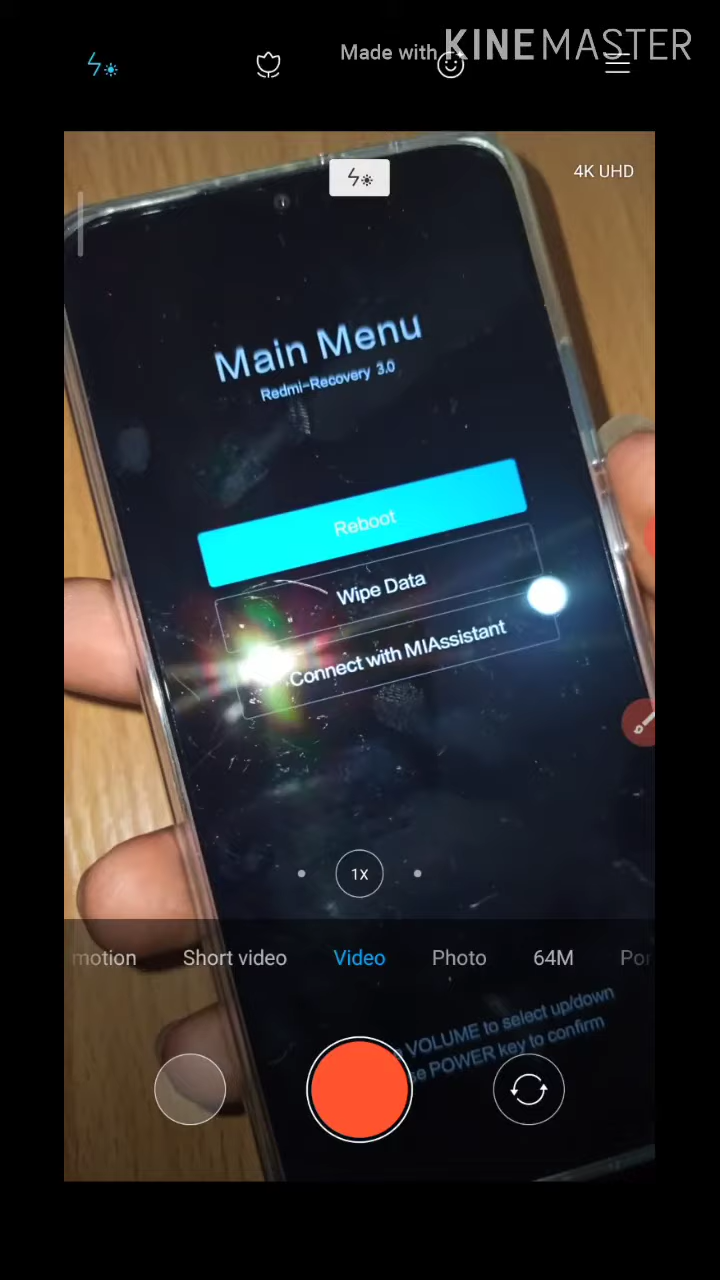 Made with KINEMASTER
4K UHD
Main Menu
Redmi-Recovery 3.0
Reboot
Wipe Data
Connect with MIAssistant
1X
motion Short video Video Photo 64M
VOLUME to select up/down
POWER key to confirm